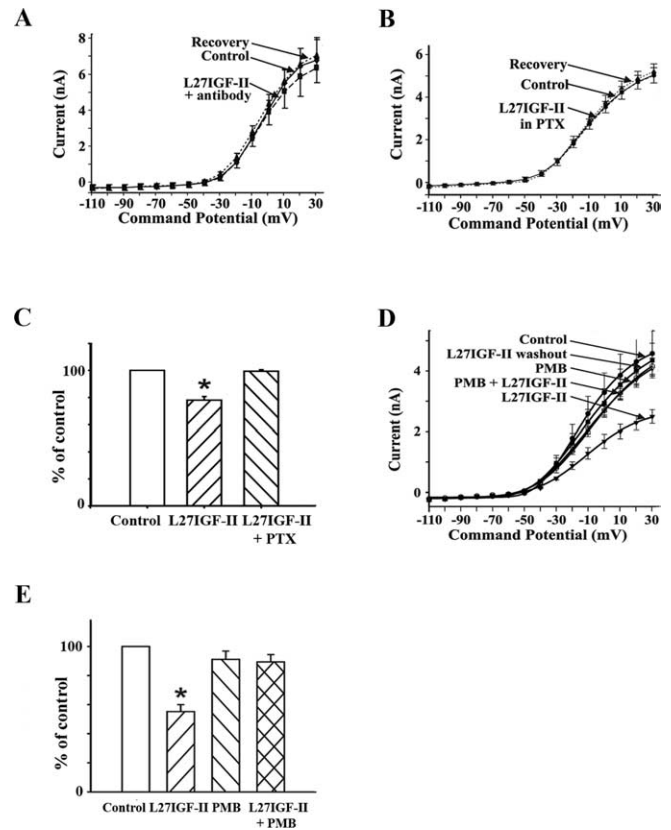 A
8
6
4
2
0
Current (nA)
Recovery
Control
L27IGF-II
+ antibody
-110 -90 -70 -50 -30 -10 10 30
Command Potential (mV)
B
6
4
2
0
Current (nA)
Recovery
Control
L27IGF-II
in PTX
-110 -90 -70 -50 -30 -10 10 30
Command Potential (mV)
C
100
0
% of control
*
Control L27IGF-II L27IGF-II
+ PTX
D
4
2
0
Current (nA)
Control
L27IGF-II washout
PMB
PMB + L27IGF-II
L27IGF-II
-110 -90 -70 -50 -30 -10 10 30
Command Potential (mV)
E
100
0
% of control
*
Control L27IGF-II PMB L27IGF-II
+ PMB